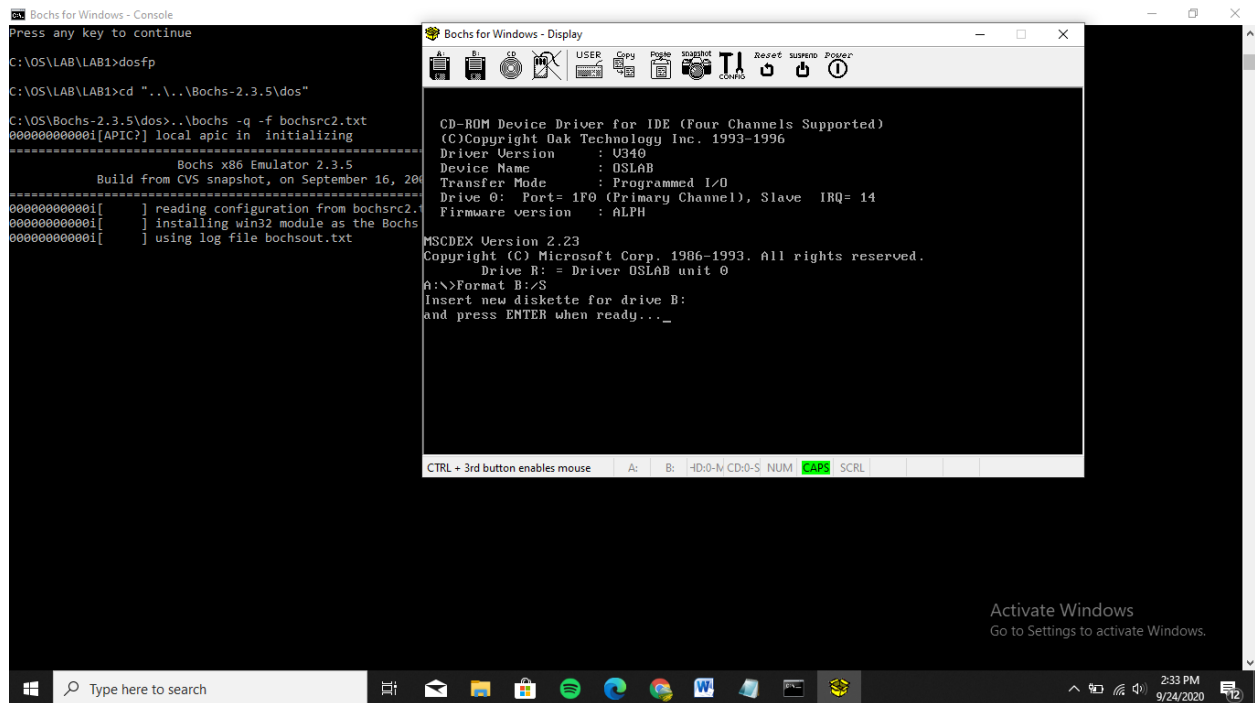 Bochs for Windows - Console
Press any key to continue
C:\OS\LAB\LAB1>dosfp
C:\OS\LAB\LAB1>cd "..\..\Bochs-2.3.5\dos"
C:\OS\Bochs-2.3.5\dos>..\bochs -q -f bochsrc2.txt
00000000000i[APIC?] local apic in  initializing
========================================================
Bochs x86 Emulator 2.3.5
Build from CVS snapshot, on September 16, 200
========================================================
00000000000i[     ] reading configuration from bochsrc2.t
00000000000i[     ] installing win32 module as the Bochs
00000000000i[     ] using log file bochsout.txt
Bochs for Windows - Display
A: B: CD USER Copy Paste snapshot CONFIG Reset SUSPEND Power
CD-ROM Device Driver for IDE (Four Channels Supported)
(C)Copyright Oak Technology Inc. 1993-1996
Driver Version     : V340
Device Name        : OSLAB
Transfer Mode      : Programmed I/O
Drive 0:  Port= 1F0 (Primary Channel), Slave  IRQ= 14
Firmware version   : ALPH
MSCDEX Version 2.23
Copyright (C) Microsoft Corp. 1986-1993. All rights reserved.
Drive R: = Driver OSLAB unit 0
A:\>Format B:/S
Insert new diskette for drive B:
and press ENTER when ready..._
CTRL + 3rd button enables mouse A: B: HD:0-M CD:0-S NUM CAPS SCRL
Activate Windows
Go to Settings to activate Windows.
Type here to search
2:33 PM
9/24/2020
12